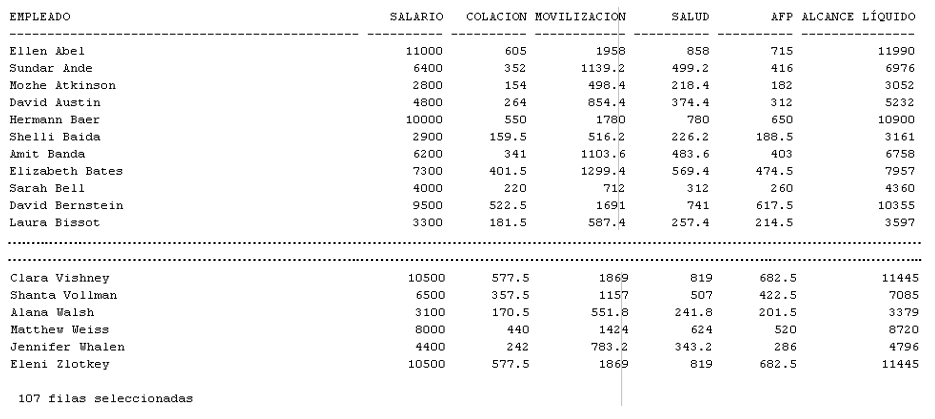 EMPLEADO SALARIO COLACION MOVILIZACION SALUD AFP ALCANCE LÍQUIDO
Ellen Abel 11000 605 1958 858 715 11990
Sundar Ande 6400 352 1139.2 499.2 416 6976
Mozhe Atkinson 2800 154 498.4 218.4 182 3052
David Austin 4800 264 854.4 374.4 312 5232
Hermann Baer 10000 550 1780 780 650 10900
Shelli Baida 2900 159.5 516.2 226.2 188.5 3161
Amit Banda 6200 341 1103.6 483.6 403 6758
Elizabeth Bates 7300 401.5 1299.4 569.4 474.5 7957
Sarah Bell 4000 220 712 312 260 4360
David Bernstein 9500 522.5 1691 741 617.5 10355
Laura Bissot 3300 181.5 587.4 257.4 214.5 3597
Clara Vishney 10500 577.5 1869 819 682.5 11445
Shanta Vollman 6500 357.5 1157 507 422.5 7085
Alana Walsh 3100 170.5 551.8 241.8 201.5 3379
Matthew Weiss 8000 440 1424 624 520 8720
Jennifer Whalen 4400 242 783.2 343.2 286 4796
Eleni Zlotkey 10500 577.5 1869 819 682.5 11445
107 filas seleccionadas